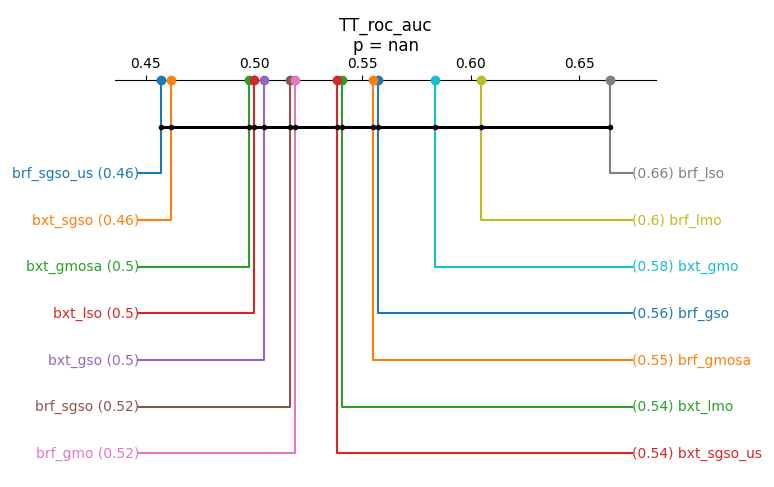 TT_roc_auc
p = nan
0.45 0.50 0.55 0.60 0.65
brf_sgso_us (0.46) (0.66) brf_lso
bxt_sgso (0.46) (0.6) brf_lmo
bxt_gmosa (0.5) (0.58) bxt_gmo
bxt_lso (0.5) (0.56) brf_gso
bxt_gso (0.5) (0.55) brf_gmosa
brf_sgso (0.52) (0.54) bxt_lmo
brf_gmo (0.52) (0.54) bxt_sgso_us